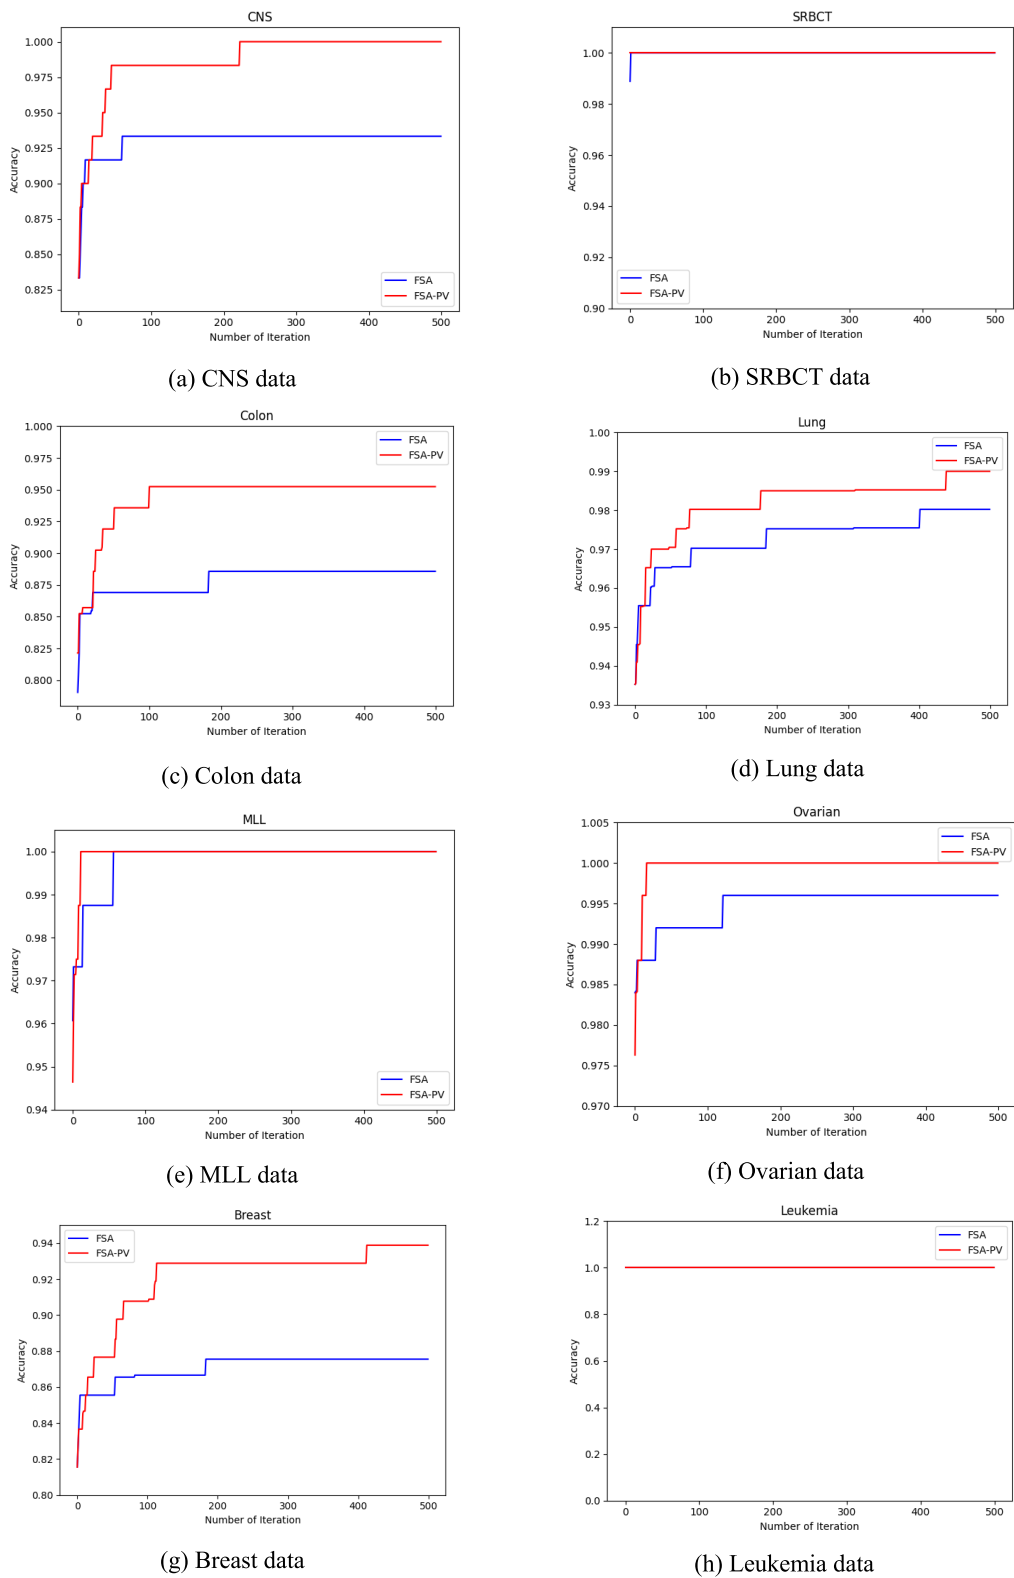 CNS
1.000
0.975
0.950
0.925
0.900
0.875
0.850
0.825
Accuracy
FSA
FSA-PV
0 100 200 300 400 500
Number of Iteration
(a) CNS data
SRBCT
1.00
0.98
0.96
0.94
0.92
0.90
Accuracy
FSA
FSA-PV
0 100 200 300 400 500
Number of Iteration
(b) SRBCT data
Colon
1.000
0.975
0.950
0.925
0.900
0.875
0.850
0.825
0.800
Accuracy
FSA
FSA-PV
0 100 200 300 400 500
Number of Iteration
(c) Colon data
Lung
1.00
0.99
0.98
0.97
0.96
0.95
0.94
0.93
Accuracy
FSA
FSA-PV
0 100 200 300 400 500
Number of Iteration
(d) Lung data
MLL
1.00
0.99
0.98
0.97
0.96
0.95
0.94
Accuracy
FSA
FSA-PV
0 100 200 300 400 500
Number of Iteration
(e) MLL data
Ovarian
1.005
1.000
0.995
0.990
0.985
0.980
0.975
0.970
Accuracy
FSA
FSA-PV
0 100 200 300 400 500
Number of Iteration
(f) Ovarian data
Breast
0.94
0.92
0.90
0.88
0.86
0.84
0.82
0.80
Accuracy
FSA
FSA-PV
0 100 200 300 400 500
Number of Iteration
(g) Breast data
Leukemia
1.2
1.0
0.8
0.6
0.4
0.2
0.0
Accuracy
FSA
FSA-PV
0 100 200 300 400 500
Number of Iteration
(h) Leukemia data